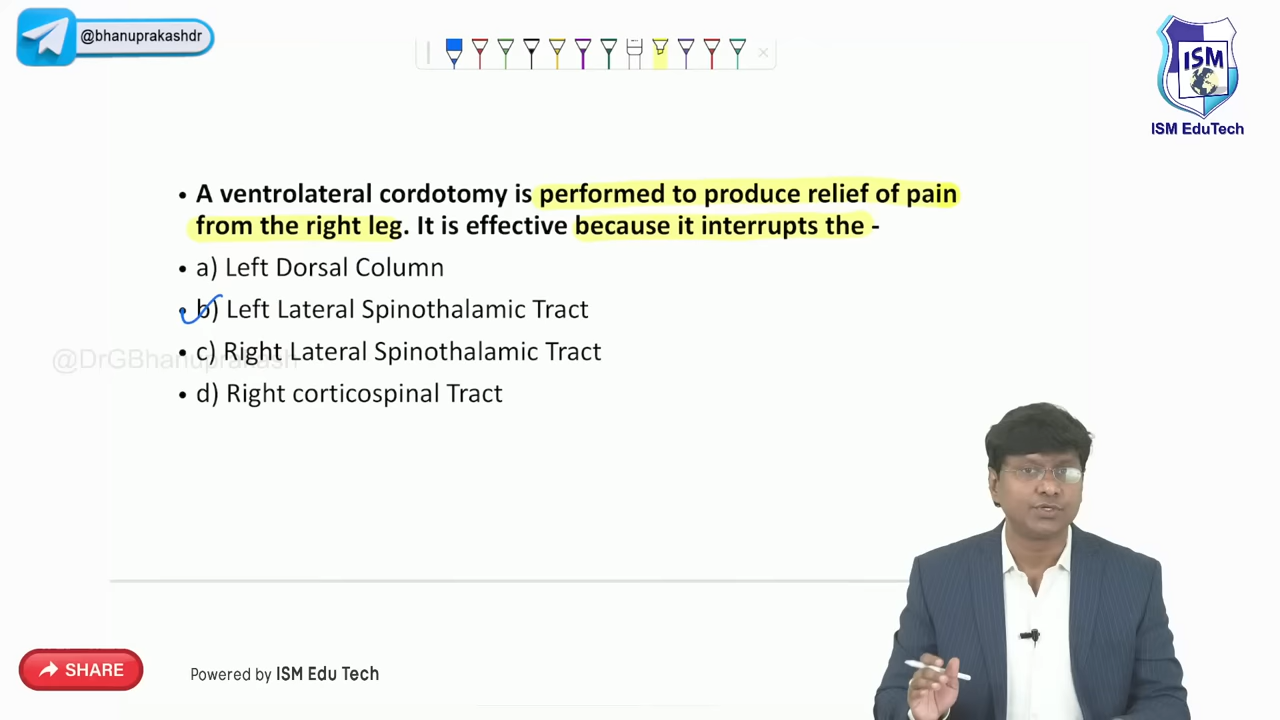 @bhanuprakashdr
ISM
ISM EduTech
• A ventrolateral cordotomy is performed to produce relief of pain
from the right leg. It is effective because it interrupts the -
• a) Left Dorsal Column
• b) Left Lateral Spinothalamic Tract
@DrGBhanuprakash
• c) Right Lateral Spinothalamic Tract
• d) Right corticospinal Tract
SHARE
Powered by ISM Edu Tech